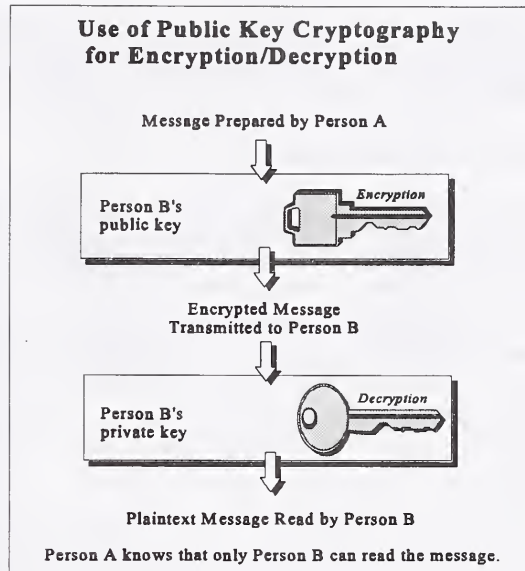 Use of Public Key Cryptography
for Encryption/Decryption
Message Prepared by Person A
Person B's
public key
Encryption
Encrypted Message
Transmitted to Person B
Person B's
private key
Decryption
Plaintext Message Read by Person B
Person A knows that only Person B can read the message.